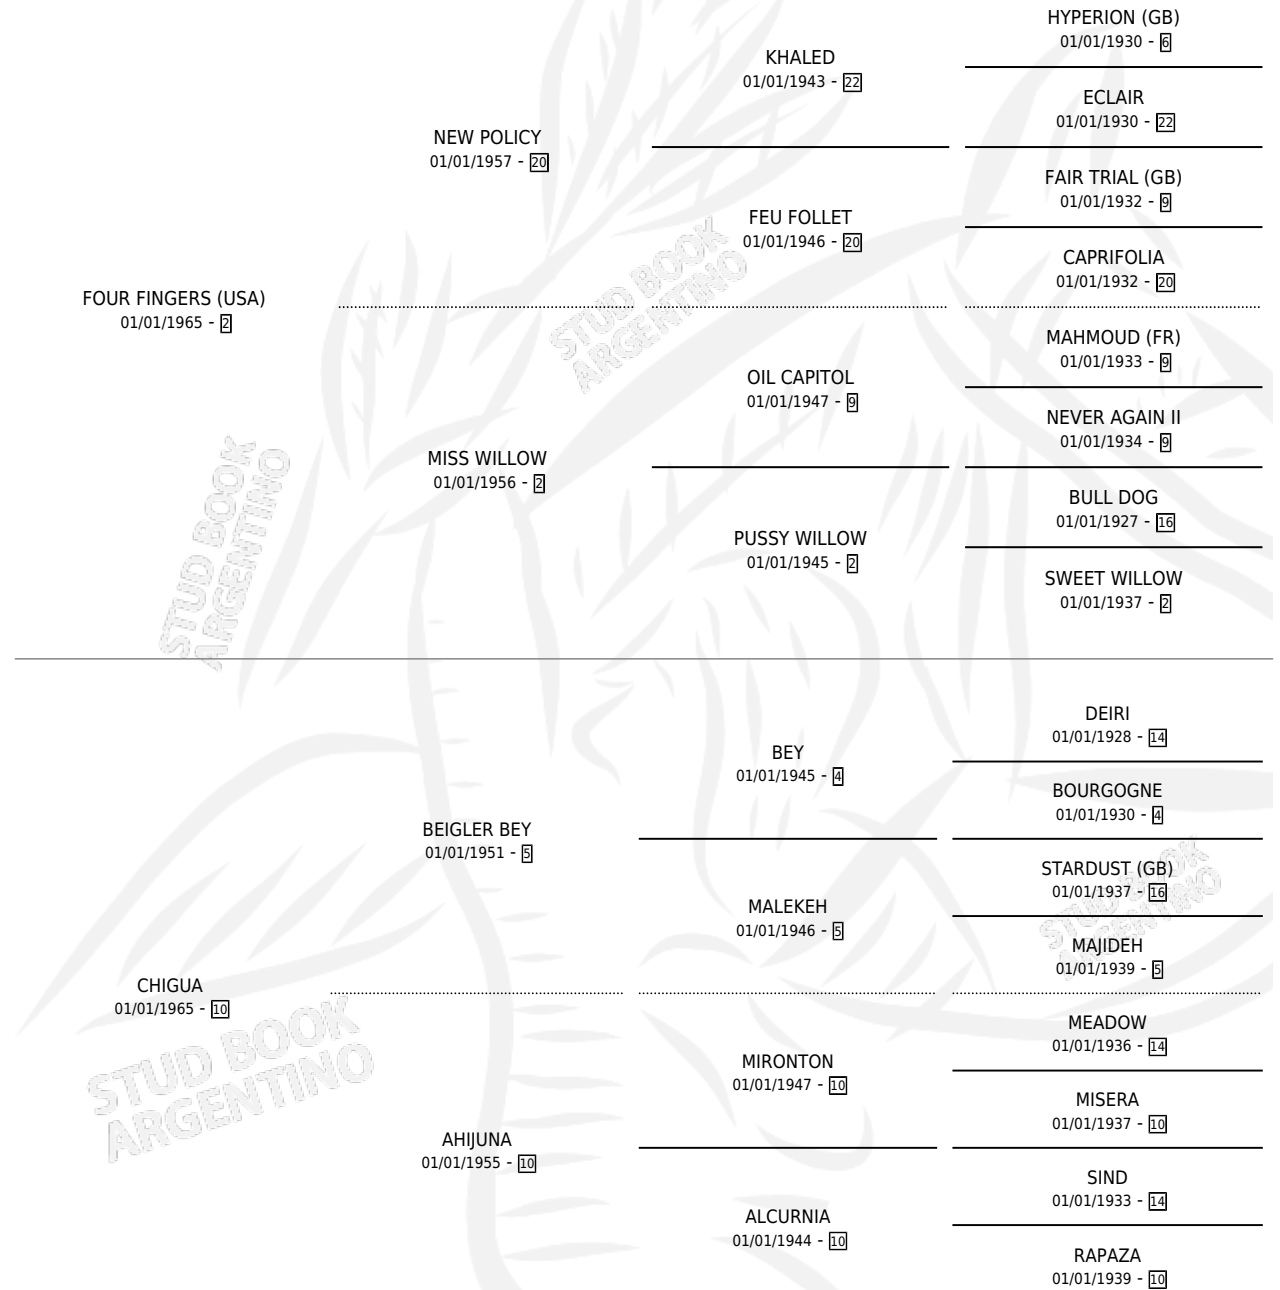 HYPERION (GB)
01/01/1930 - 6
KHALED
01/01/1943 - 22
ECLAIR
01/01/1930 - 22
NEW POLICY
01/01/1957 - 20
FAIR TRIAL (GB)
01/01/1932 - 9
FEU FOLLET
01/01/1946 - 20
CAPRIFOLIA
01/01/1932 - 20
FOUR FINGERS (USA)
01/01/1965 - 2
MAHMOUD (FR)
01/01/1933 - 9
OIL CAPITOL
01/01/1947 - 9
NEVER AGAIN II
01/01/1934 - 9
MISS WILLOW
01/01/1956 - 2
BULL DOG
01/01/1927 - 16
PUSSY WILLOW
01/01/1945 - 2
SWEET WILLOW
01/01/1937 - 2
DEIRI
01/01/1928 - 14
BEY
01/01/1945 - 4
BOURGOGNE
01/01/1930 - 4
BEIGLER BEY
01/01/1951 - 5
STARDUST (GB)
01/01/1937 - 16
MALEKEH
01/01/1946 - 5
MAJIDEH
01/01/1939 - 5
CHIGUA
01/01/1965 - 10
MEADOW
01/01/1936 - 14
MIRONTON
01/01/1947 - 10
MISERA
01/01/1937 - 10
AHIJUNA
01/01/1955 - 10
SIND
01/01/1933 - 14
ALCURNIA
01/01/1944 - 10
RAPAZA
01/01/1939 - 10
STUD BOOK
ARGENTINO
STUD BOOK
ARGENTINO
STUD BOOK
ARGENTINO
STUD BOOK
ARGENTINO